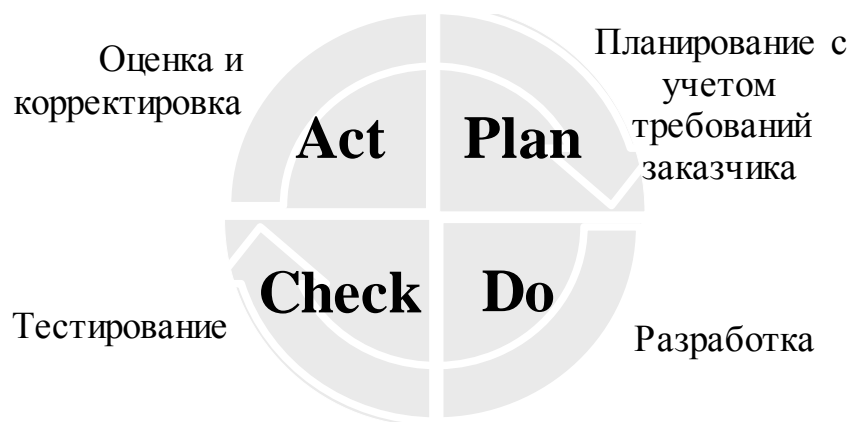 Оценка и
корректировка
Планирование с
учетом
требований
заказчика
Act
Plan
Check
Do
Тестирование
Разработка